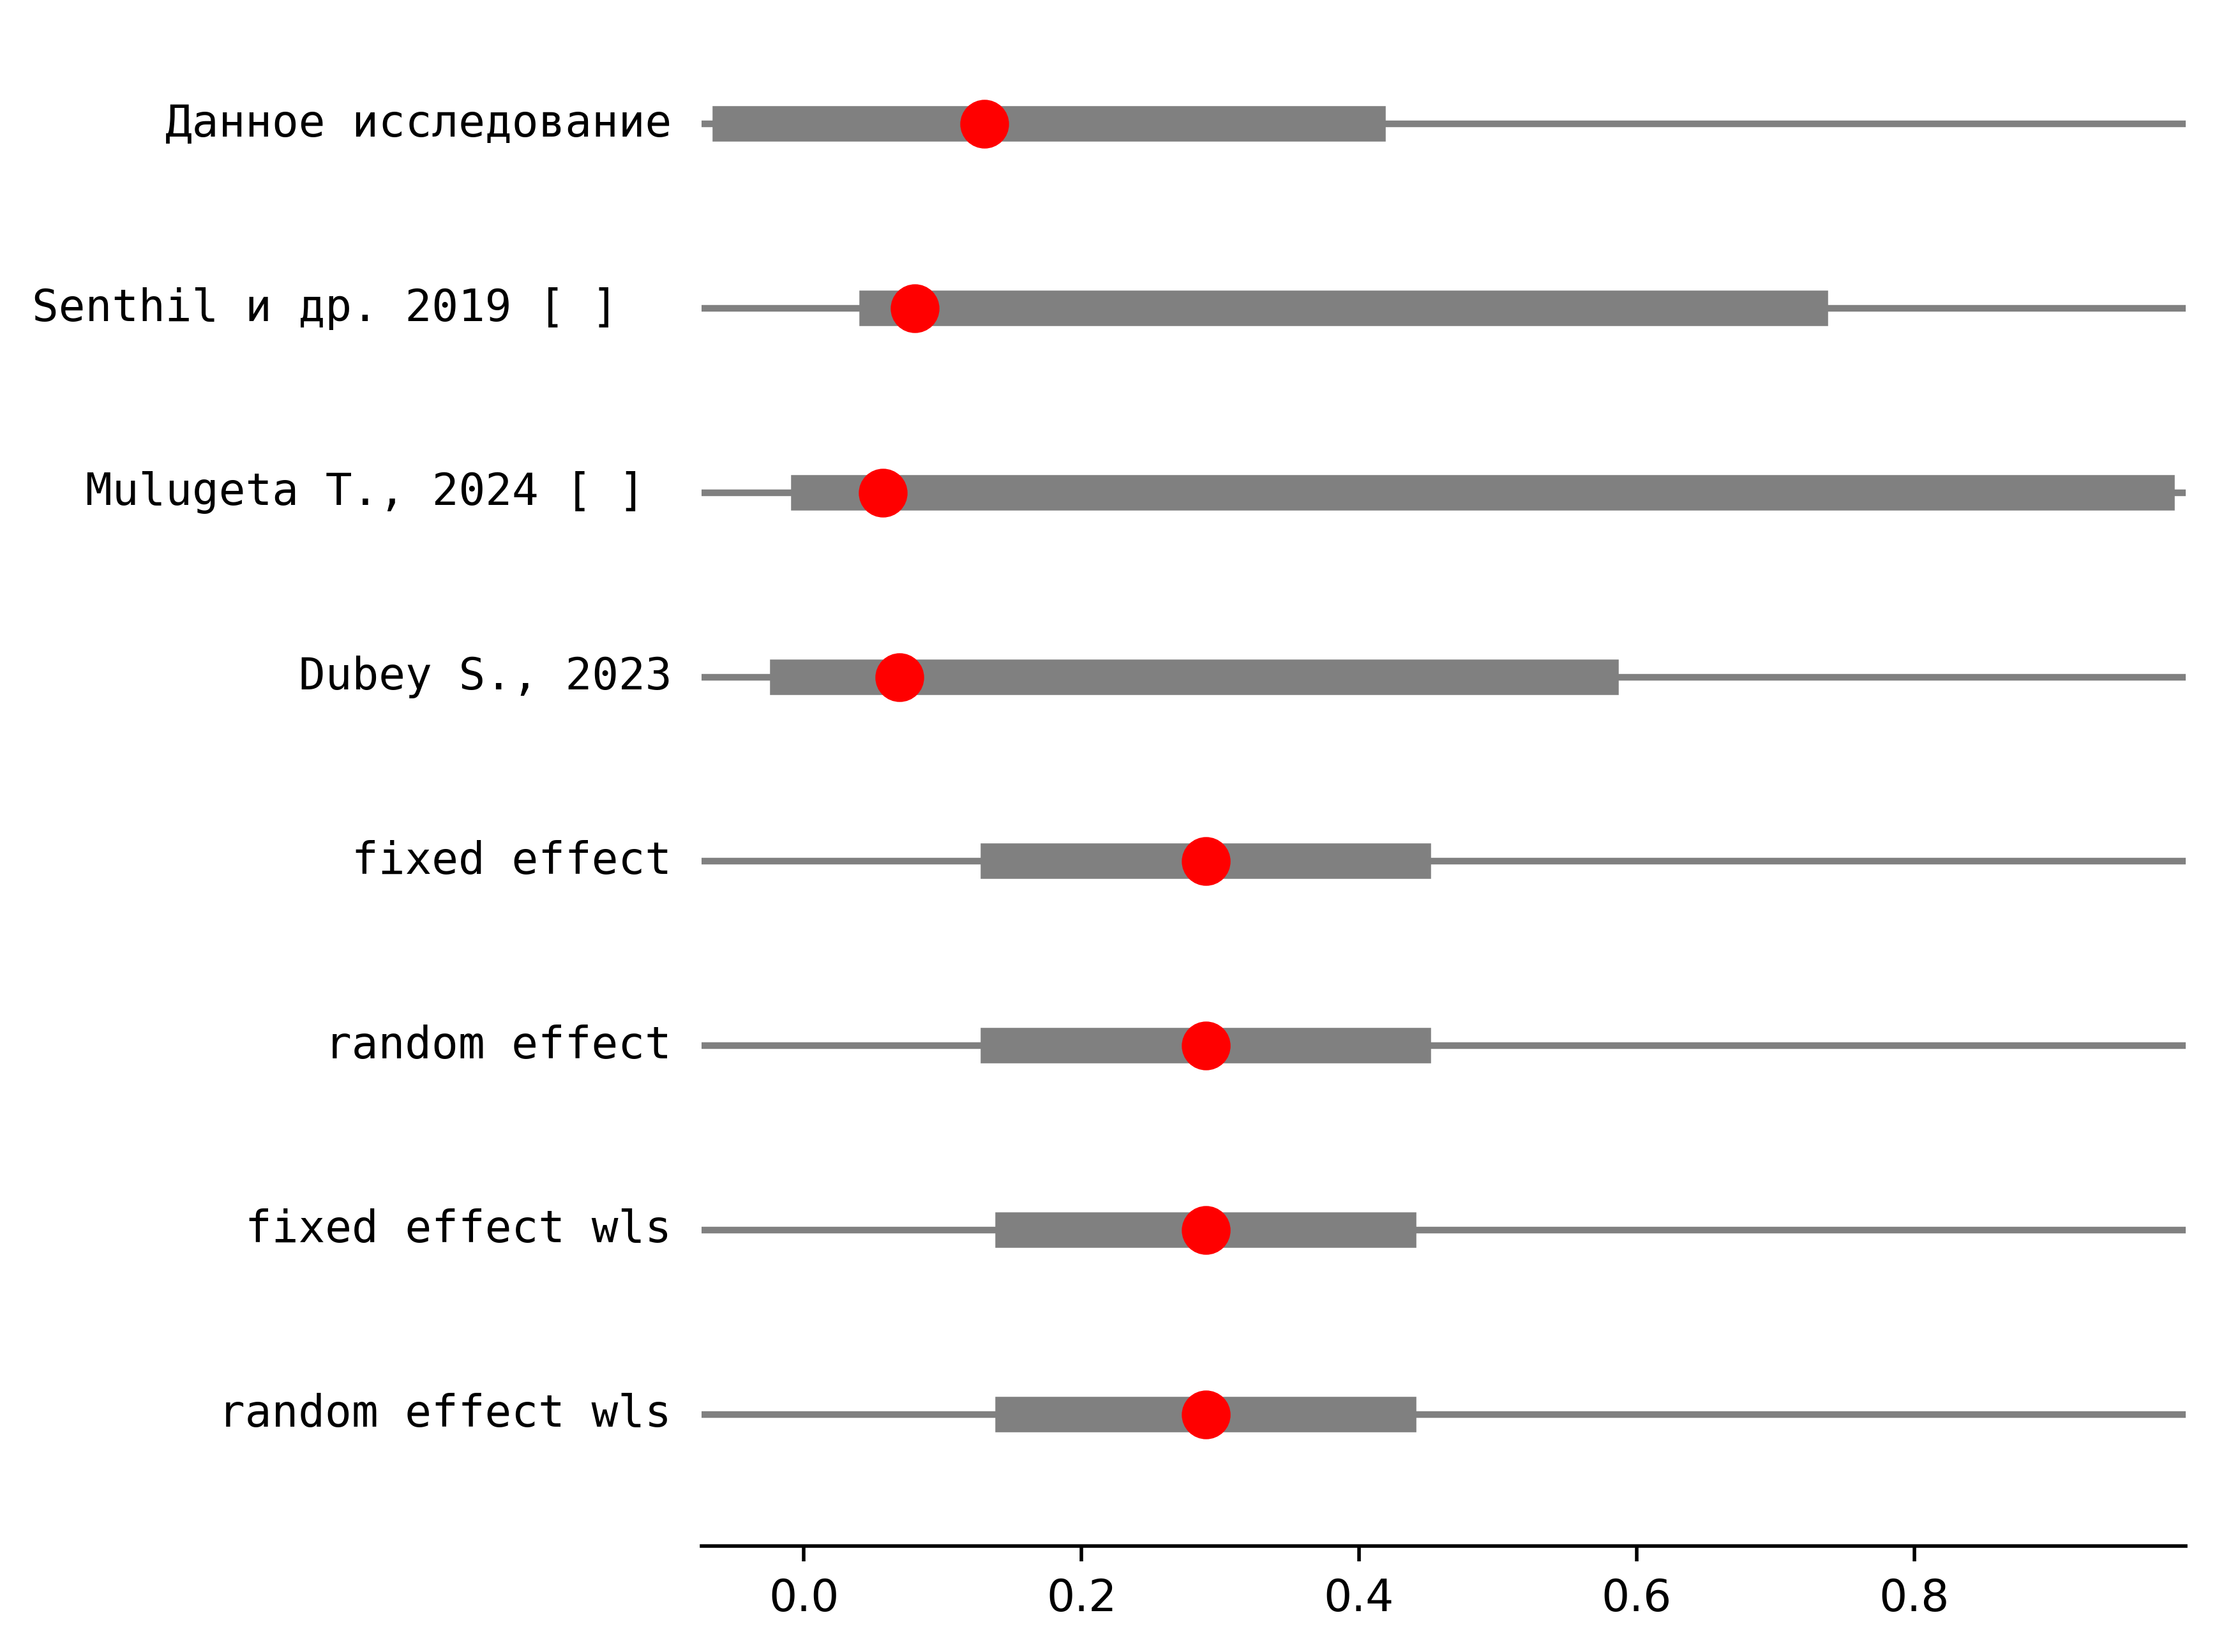 Данное исследование
Senthil и др. 2019 [ ]
Mulugeta T., 2024 [ ]
Dubey S., 2023
fixed effect
random effect
fixed effect wls
random effect wls
0.0 0.2 0.4 0.6 0.8